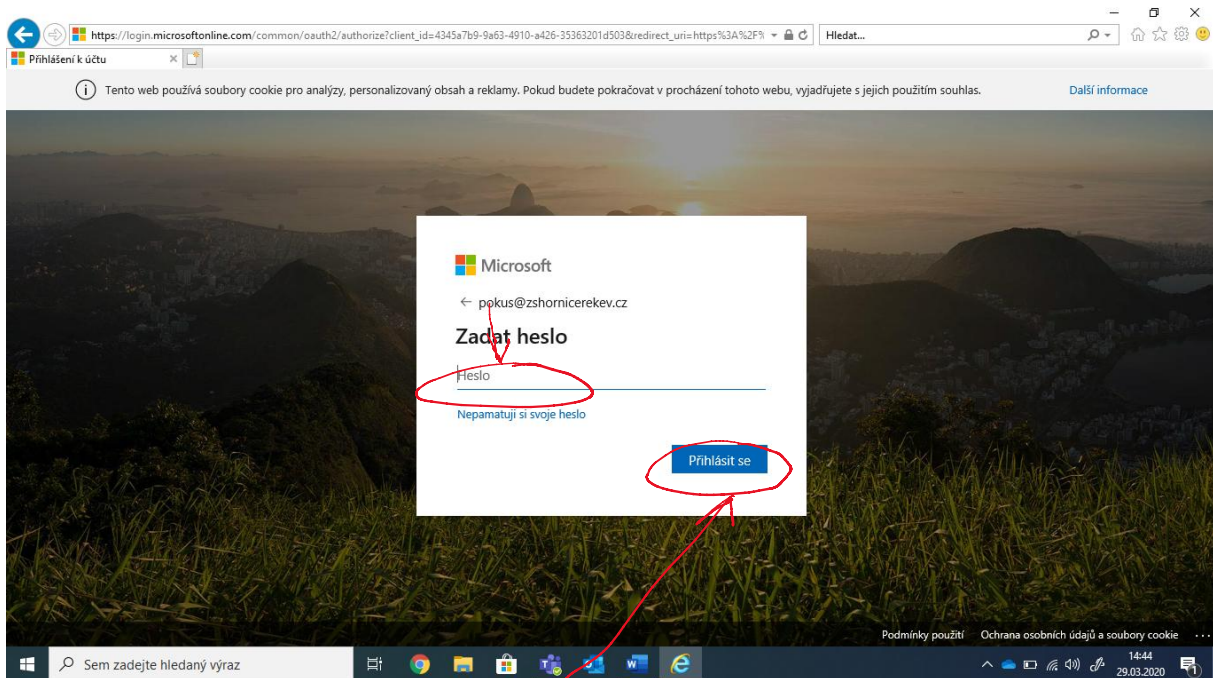 https://login.microsoftonline.com/common/oauth2/authorize?client_id=4345a7b9-9a63-4910-a426-35363201d503&redirect_uri=https%3A%2F%
Hledat...
Přihlášení k účtu
Tento web používá soubory cookie pro analýzy, personalizovaný obsah a reklamy. Pokud budete pokračovat v procházení tohoto webu, vyjadřujete s jejich použitím souhlas.
Další informace
Microsoft
pokus@zshornicerekev.cz
Zadat heslo
Heslo
Nepamatuji si svoje heslo
Přihlásit se
Podmínky použití
Ochrana osobních údajů a soubory cookie
Sem zadejte hledaný výraz
14:44
29.03.2020
1